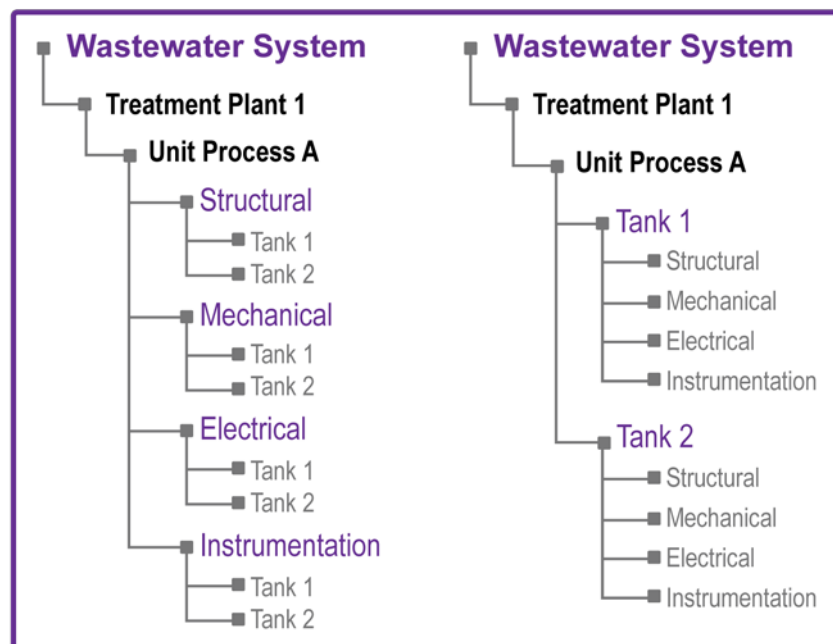 Wastewater System
Treatment Plant 1
Unit Process A
Structural
Tank 1
Tank 2
Mechanical
Tank 1
Tank 2
Electrical
Tank 1
Tank 2
Instrumentation
Tank 1
Tank 2
Wastewater System
Treatment Plant 1
Unit Process A
Tank 1
Structural
Mechanical
Electrical
Instrumentation
Tank 2
Structural
Mechanical
Electrical
Instrumentation